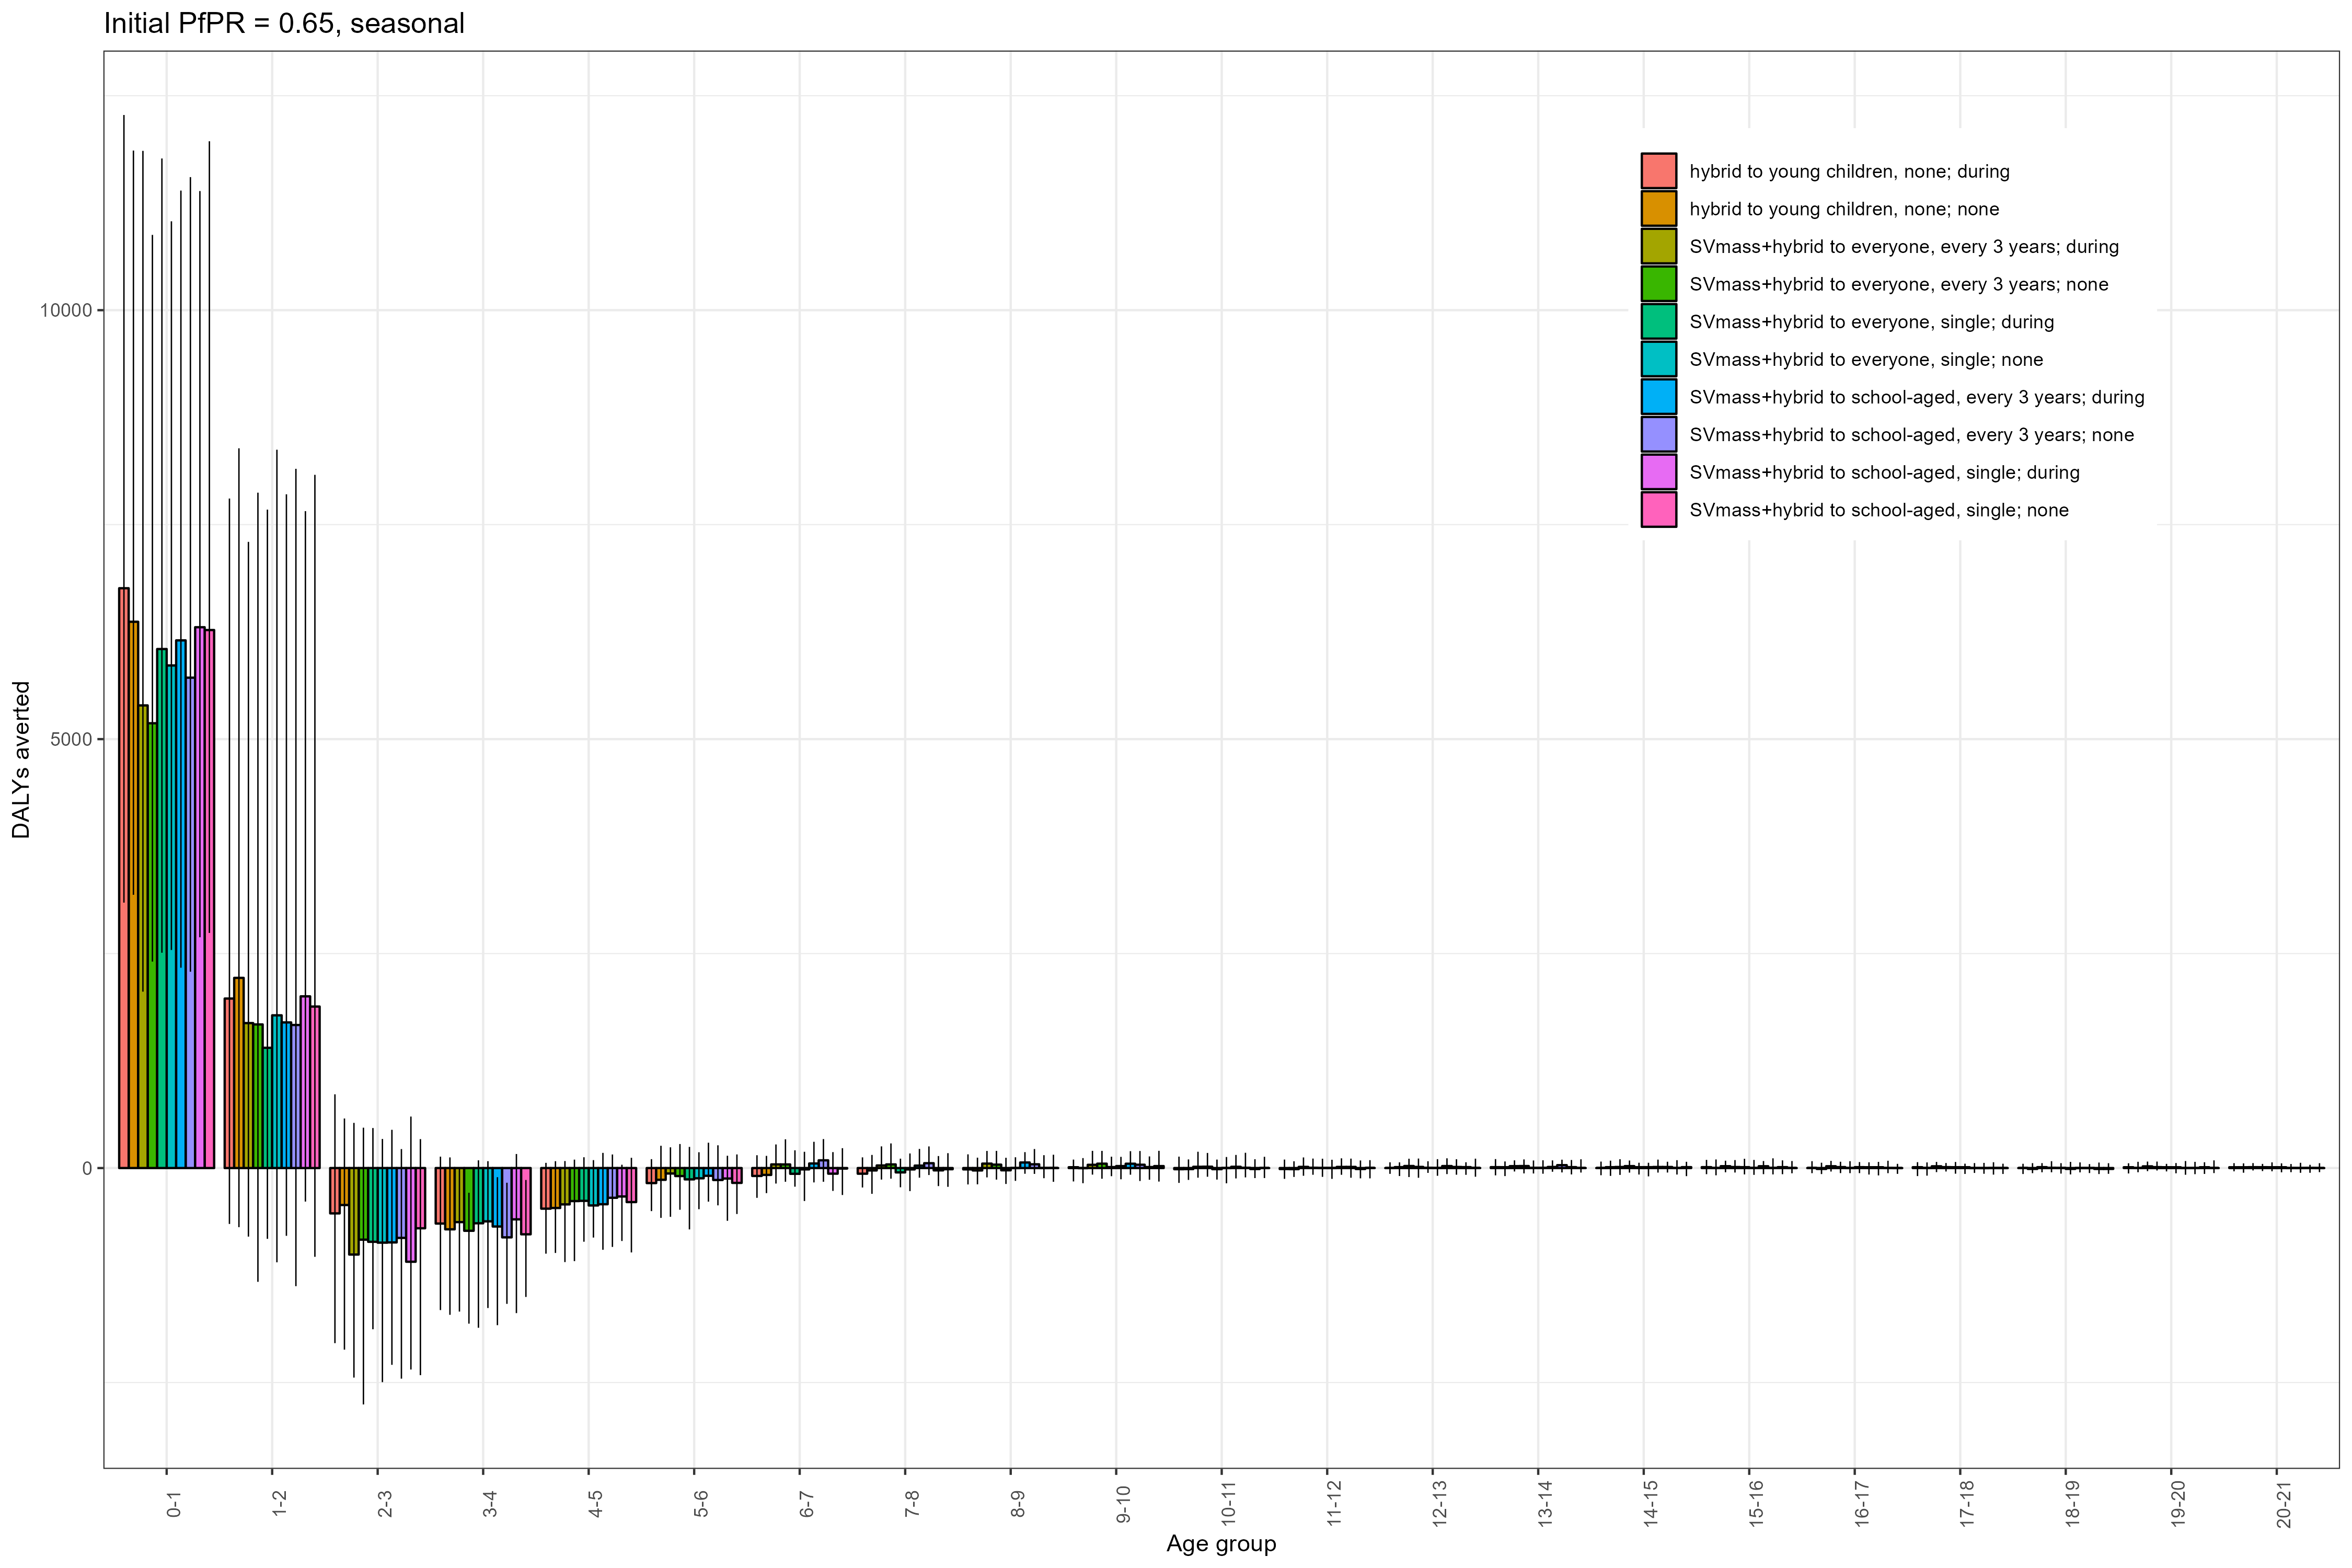 Initial PfPR = 0.65, seasonal
hybrid to young children, none; during
hybrid to young children, none; none
SVmass+hybrid to everyone, every 3 years; during
SVmass+hybrid to everyone, every 3 years; none
SVmass+hybrid to everyone, single; during
SVmass+hybrid to everyone, single; none
SVmass+hybrid to school-aged, every 3 years; during
SVmass+hybrid to school-aged, every 3 years; none
SVmass+hybrid to school-aged, single; during
SVmass+hybrid to school-aged, single; none
DALYs averted
10000
5000
0
0-1
1-2
2-3
3-4
4-5
5-6
6-7
7-8
8-9
9-10
10-11
11-12
12-13
13-14
14-15
15-16
16-17
17-18
18-19
19-20
20-21
Age group